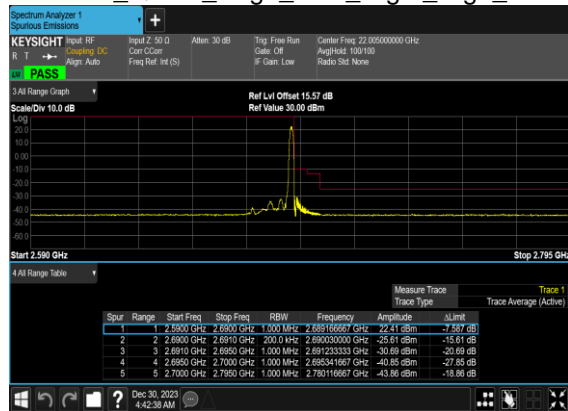 Spectrum Analyzer 1
Spurious Emissions
+
KEYSIGHT Input: RF Input Z: 50 Ω Atten: 30 dB Trig: Free Run Center Freq: 22.005000000 GHz
R T Coupling: DC Corr CCorr Gate: Off Avg|Hold: 100/100
Align: Auto Freq Ref: Int (S) IF Gain: Low Radio Std: None
LN PASS
3 All Range Graph
Ref Lvl Offset 15.57 dB
Scale/Div 10.0 dB Ref Value 30.00 dBm
Log
20.0
10.0
0.00
-10.0
-20.0
-30.0
-40.0
-50.0
-60.0
Start 2.590 GHz Stop 2.795 GHz
4 All Range Table
Measure Trace Trace 1
Trace Type Trace Average (Active)
Spur Range Start Freq Stop Freq RBW Frequency Amplitude ΔLimit
1 1 2.5900 GHz 2.6900 GHz 1.000 MHz 2.689166667 GHz 22.41 dBm -7.587 dB
2 2 2.6900 GHz 2.6910 GHz 200.0 kHz 2.690030000 GHz -25.61 dBm -15.61 dB
3 3 2.6910 GHz 2.6950 GHz 1.000 MHz 2.691233333 GHz -30.69 dBm -20.69 dB
4 4 2.6950 GHz 2.7000 GHz 1.000 MHz 2.695341667 GHz -40.85 dBm -27.85 dB
5 5 2.7000 GHz 2.7950 GHz 1.000 MHz 2.780116667 GHz -43.86 dBm -18.86 dB
? Dec 30, 2023
4:42:38 AM